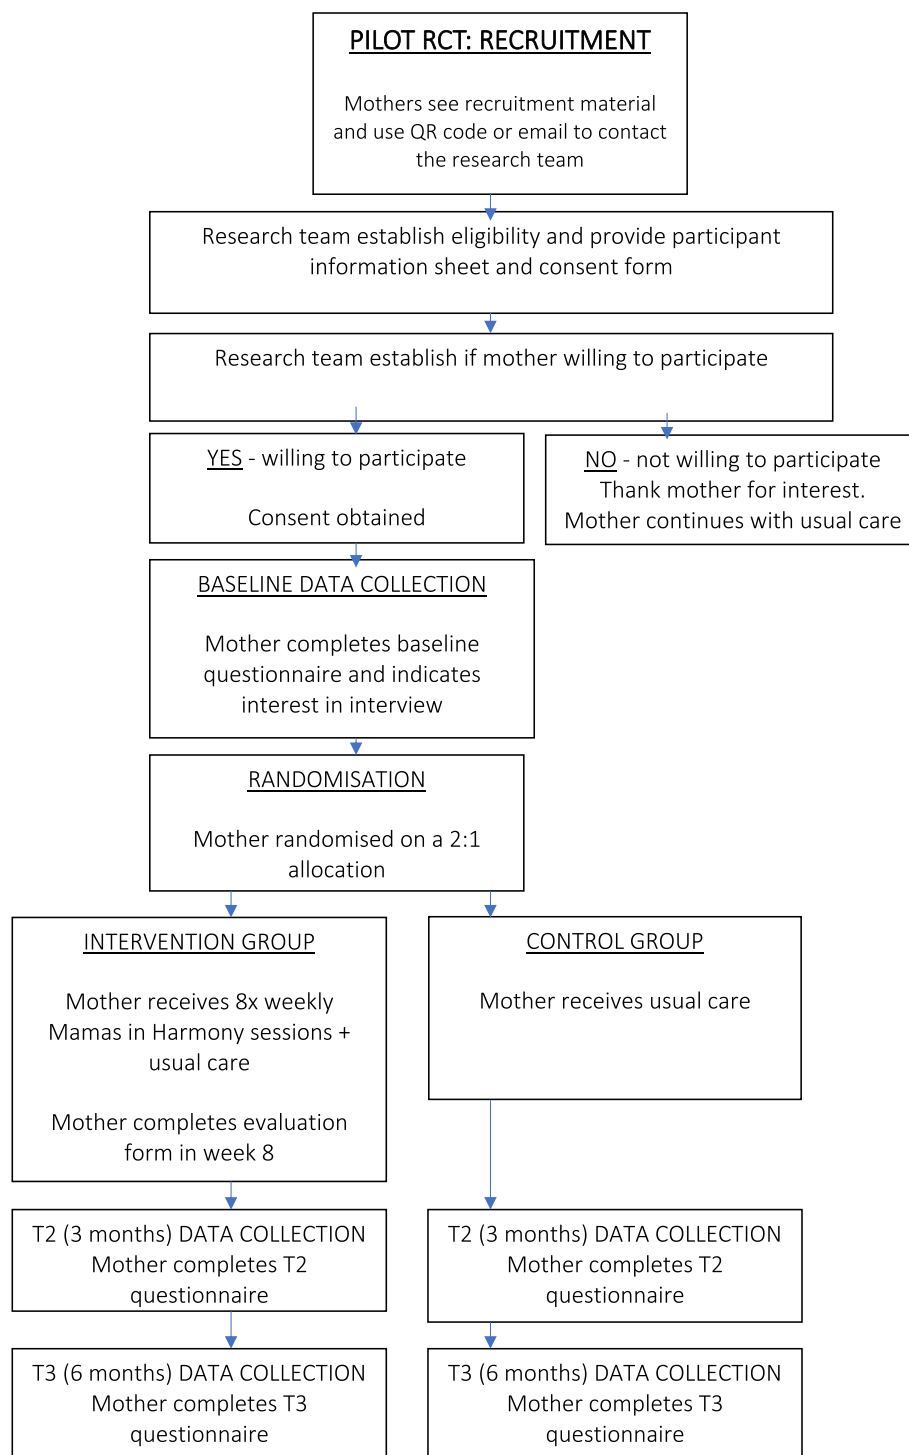 PILOT RCT: RECRUITMENT
Mothers see recruitment material
and use QR code or email to contact
the research team
Research team establish eligibility and provide participant
information sheet and consent form
Research team establish if mother willing to participate
YES - willing to participate
Consent obtained
NO - not willing to participate
Thank mother for interest.
Mother continues with usual care
BASELINE DATA COLLECTION
Mother completes baseline
questionnaire and indicates
interest in interview
RANDOMISATION
Mother randomised on a 2:1
allocation
INTERVENTION GROUP
Mother receives 8x weekly
Mamas in Harmony sessions +
usual care
Mother completes evaluation
form in week 8
CONTROL GROUP
Mother receives usual care
T2 (3 months) DATA COLLECTION
Mother completes T2
questionnaire
T2 (3 months) DATA COLLECTION
Mother completes T2
questionnaire
T3 (6 months) DATA COLLECTION
Mother completes T3
questionnaire
T3 (6 months) DATA COLLECTION
Mother completes T3
questionnaire